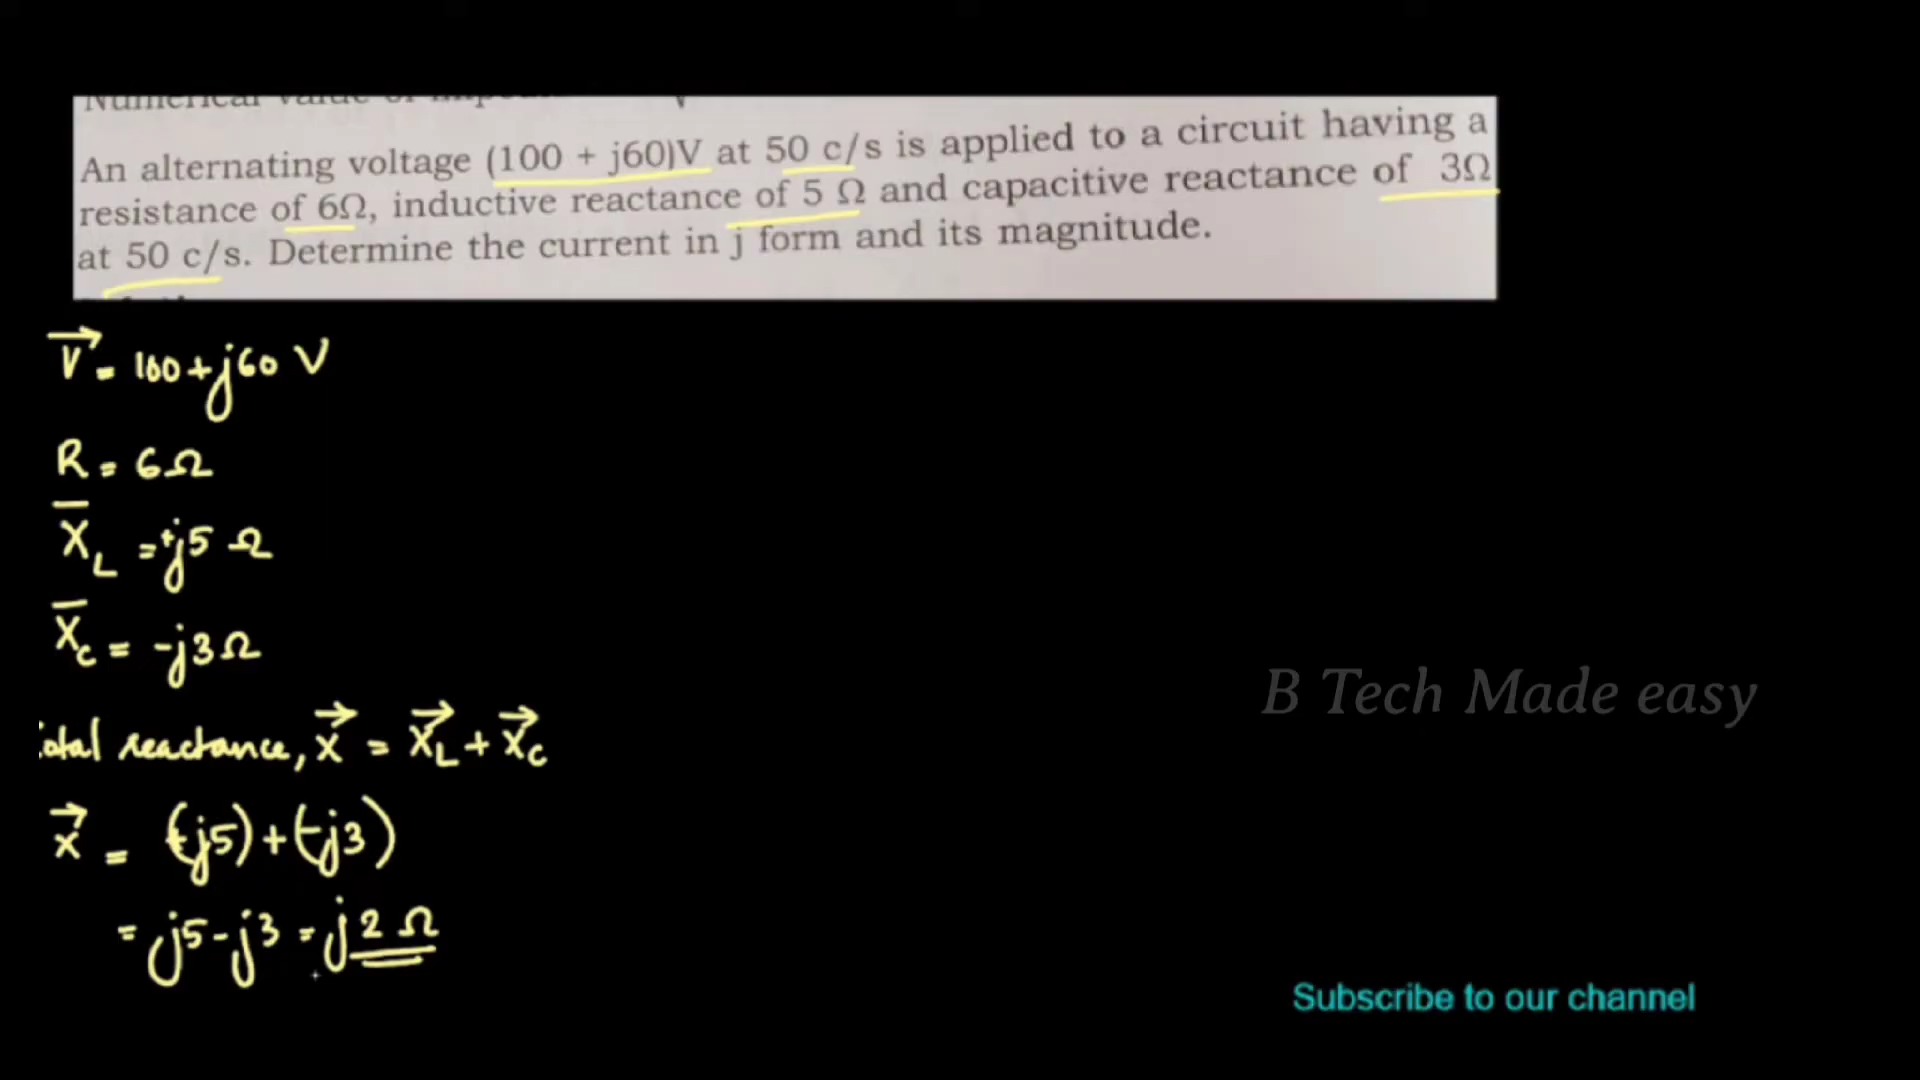 An alternating voltage (100 + j60)V at 50 c/s is applied to a circuit having a
resistance of 6Ω, inductive reactance of 5 Ω and capacitive reactance of 3Ω
at 50 c/s. Determine the current in j form and its magnitude.
V = 100+j60 V
R = 6Ω
X̅L = +j5 Ω
X̅c = -j3Ω
reactance, x⃗ = X⃗L + X⃗c
x⃗ = (+j5)+(-j3)
= j5-j3 = j2 Ω
B Tech Made easy
Subscribe to our channel